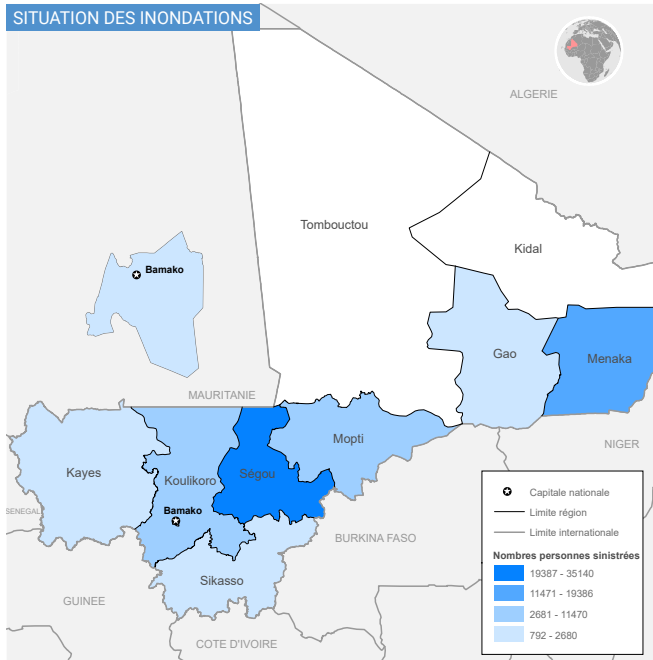 SITUATION DES INONDATIONS
ALGERIE
Tombouctou
Kidal
Bamako
Gao
Menaka
MAURITANIE
Mopti
NIGER
Kayes
Koulikoro
Ségou
Bamako
SENEGAL
BURKINA FASO
Sikasso
GUINEE
COTE D'IVOIRE
Capitale nationale
Limite région
Limite internationale
Nombres personnes sinistrées
19387 - 35140
11471 - 19386
2681 - 11470
792 - 2680